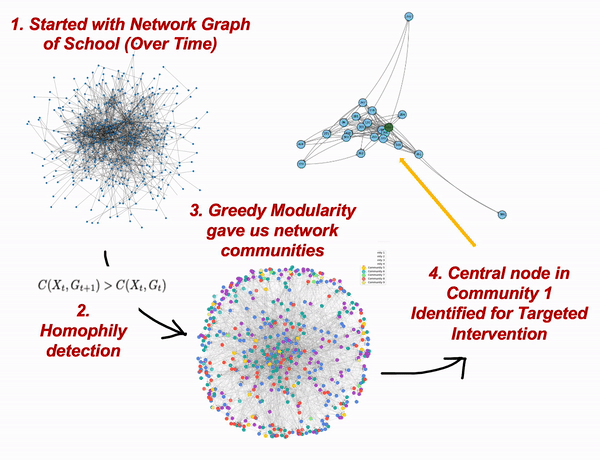 1. Started with Network Graph
of School (Over Time)
3. Greedy Modularity
gave us network
communities
C(X_t, G_{t+1}) > C(X_t, G_t)
2.
Homophily
detection
4. Central node in
Community 1
Identified for Targeted
Intervention